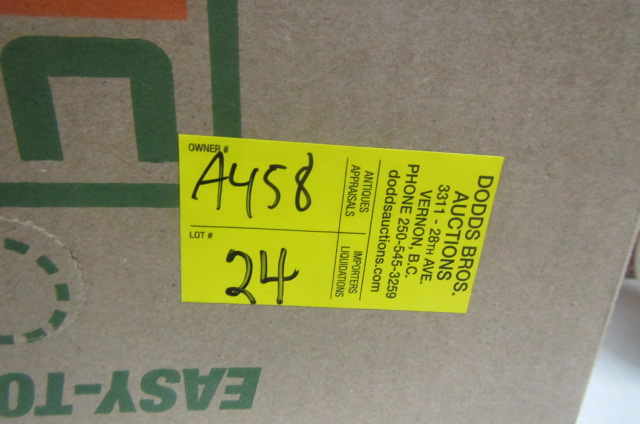 OWNER #
A458
LOT #
24
ANTIQUES
APPRAISALS
IMPORTERS
LIQUIDATIONS
DODDS BROS.
AUCTIONS
3311 - 28TH AVE.
VERNON, B.C.
PHONE 250-545-3259
doddsauctions.com
EASY-TO